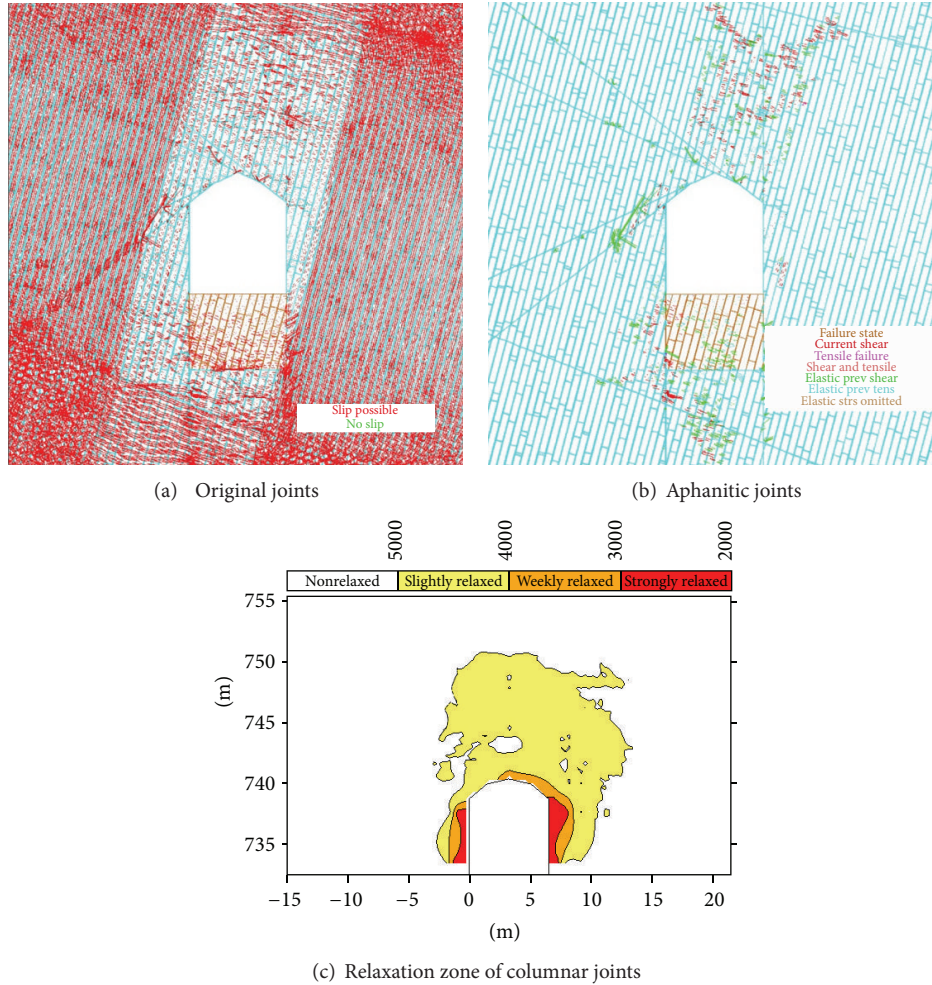 Slip possible
No slip
Failure state
Current shear
Tensile failure
Shear and tensile
Elastic prev shear
Elastic prev tens
Elastic strs omitted
(a) Original joints
(b) Aphanitic joints
5000
4000
3000
2000
Nonrelaxed
Slightly relaxed
Weekly relaxed
Strongly relaxed
755
750
745
740
735
(m)
−15 −10 −5 0 5 10 15 20
(m)
(c) Relaxation zone of columnar joints